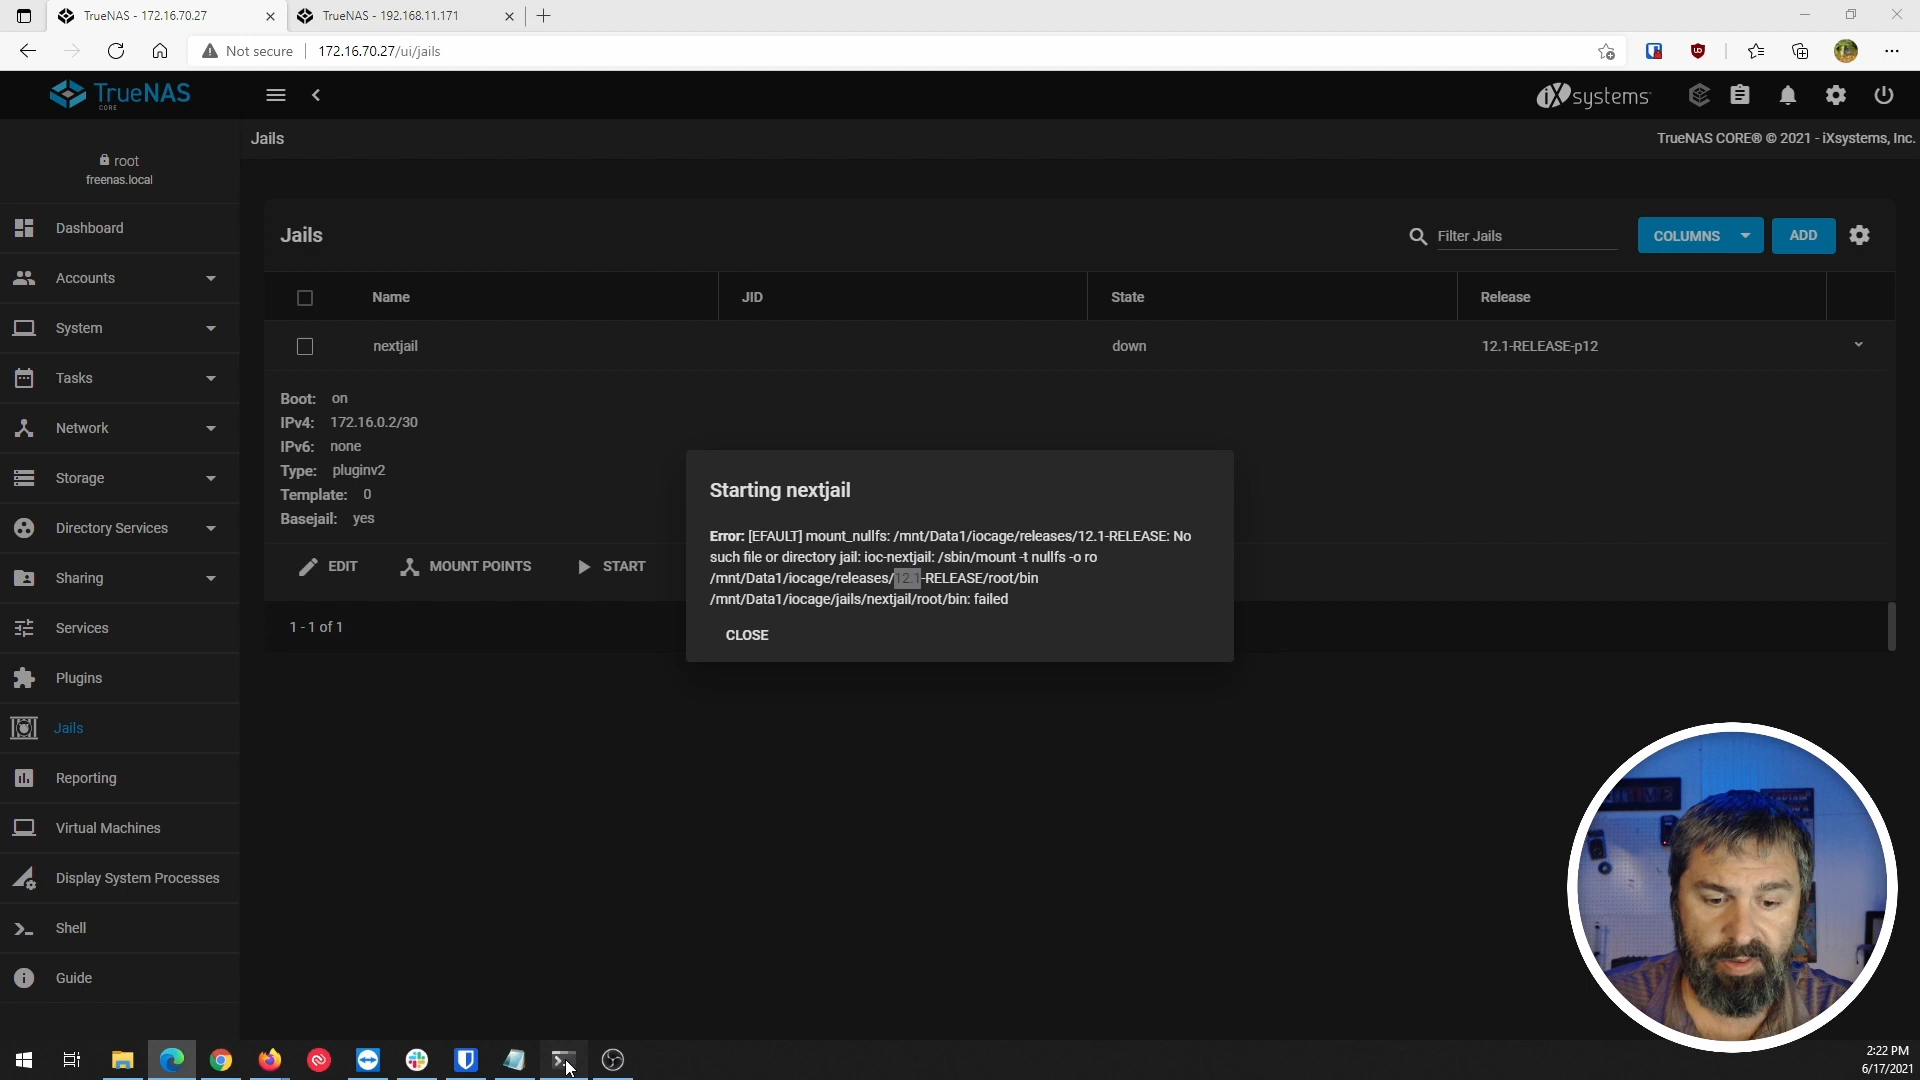 TrueNAS - 172.16.70.27
TrueNAS - 192.168.11.171
Not secure
172.16.70.27/ui/jails
TrueNAS
CORE
iXsystems
Jails
TrueNAS CORE® © 2021 - iXsystems, Inc.
root
freenas.local
Dashboard
Accounts
System
Tasks
Network
Storage
Directory Services
Sharing
Services
Plugins
Jails
Reporting
Virtual Machines
Display System Processes
Shell
Guide
Jails
Filter Jails
COLUMNS
ADD
Name
JID
State
Release
nextjail
down
12.1-RELEASE-p12
Boot: on
IPv4: 172.16.0.2/30
IPv6: none
Type: pluginv2
Template: 0
Basejail: yes
EDIT
MOUNT POINTS
START
1 - 1 of 1
Starting nextjail
Error: [EFAULT] mount_nullfs: /mnt/Data1/iocage/releases/12.1-RELEASE: No
such file or directory jail: ioc-nextjail: /sbin/mount -t nullfs -o ro
/mnt/Data1/iocage/releases/12.1-RELEASE/root/bin
/mnt/Data1/iocage/jails/nextjail/root/bin: failed
CLOSE
2:22 PM
6/17/2021